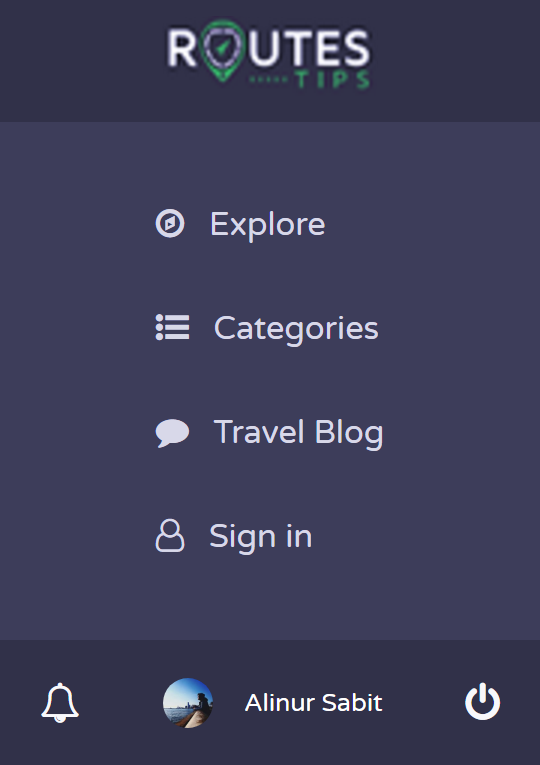 ROUTES
TIPS
Explore
Categories
Travel Blog
Sign in
Alinur Sabit